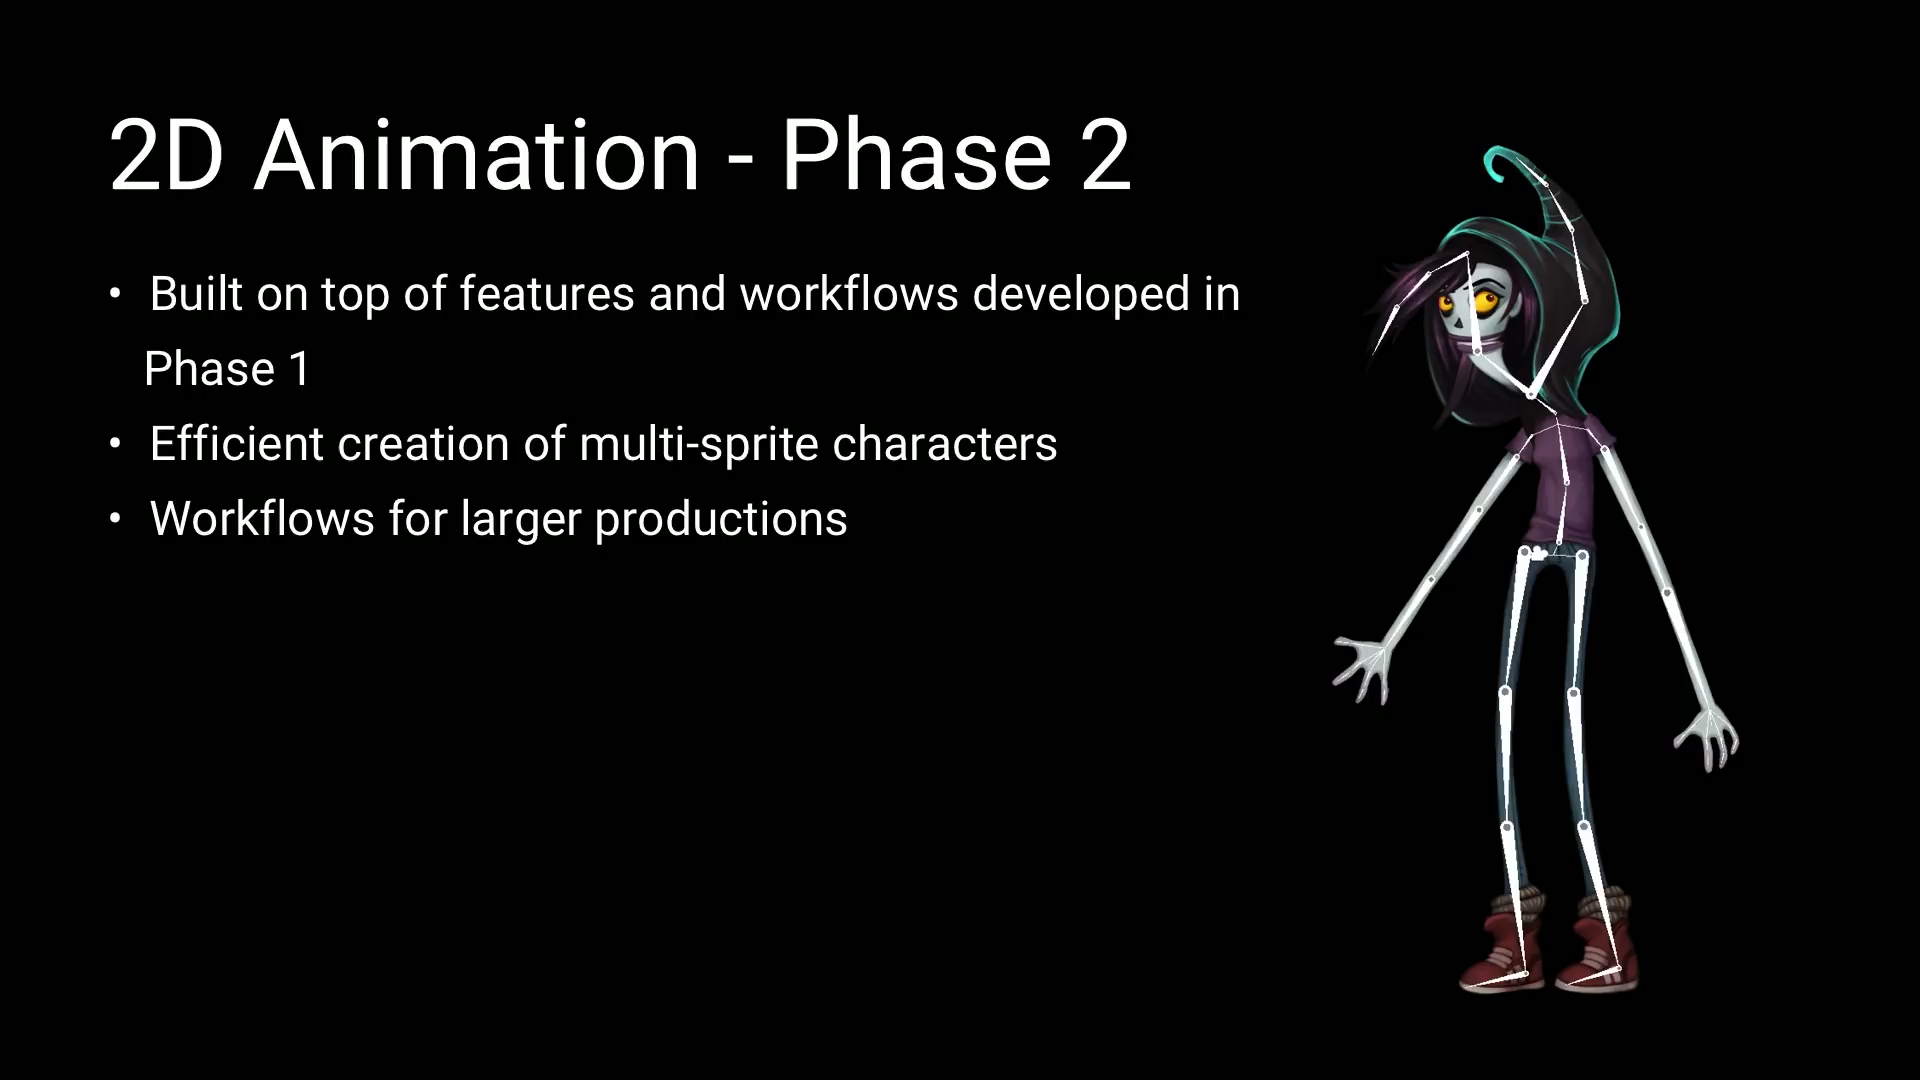 2D Animation - Phase 2
• Built on top of features and workflows developed in
Phase 1
• Efficient creation of multi-sprite characters
• Workflows for larger productions